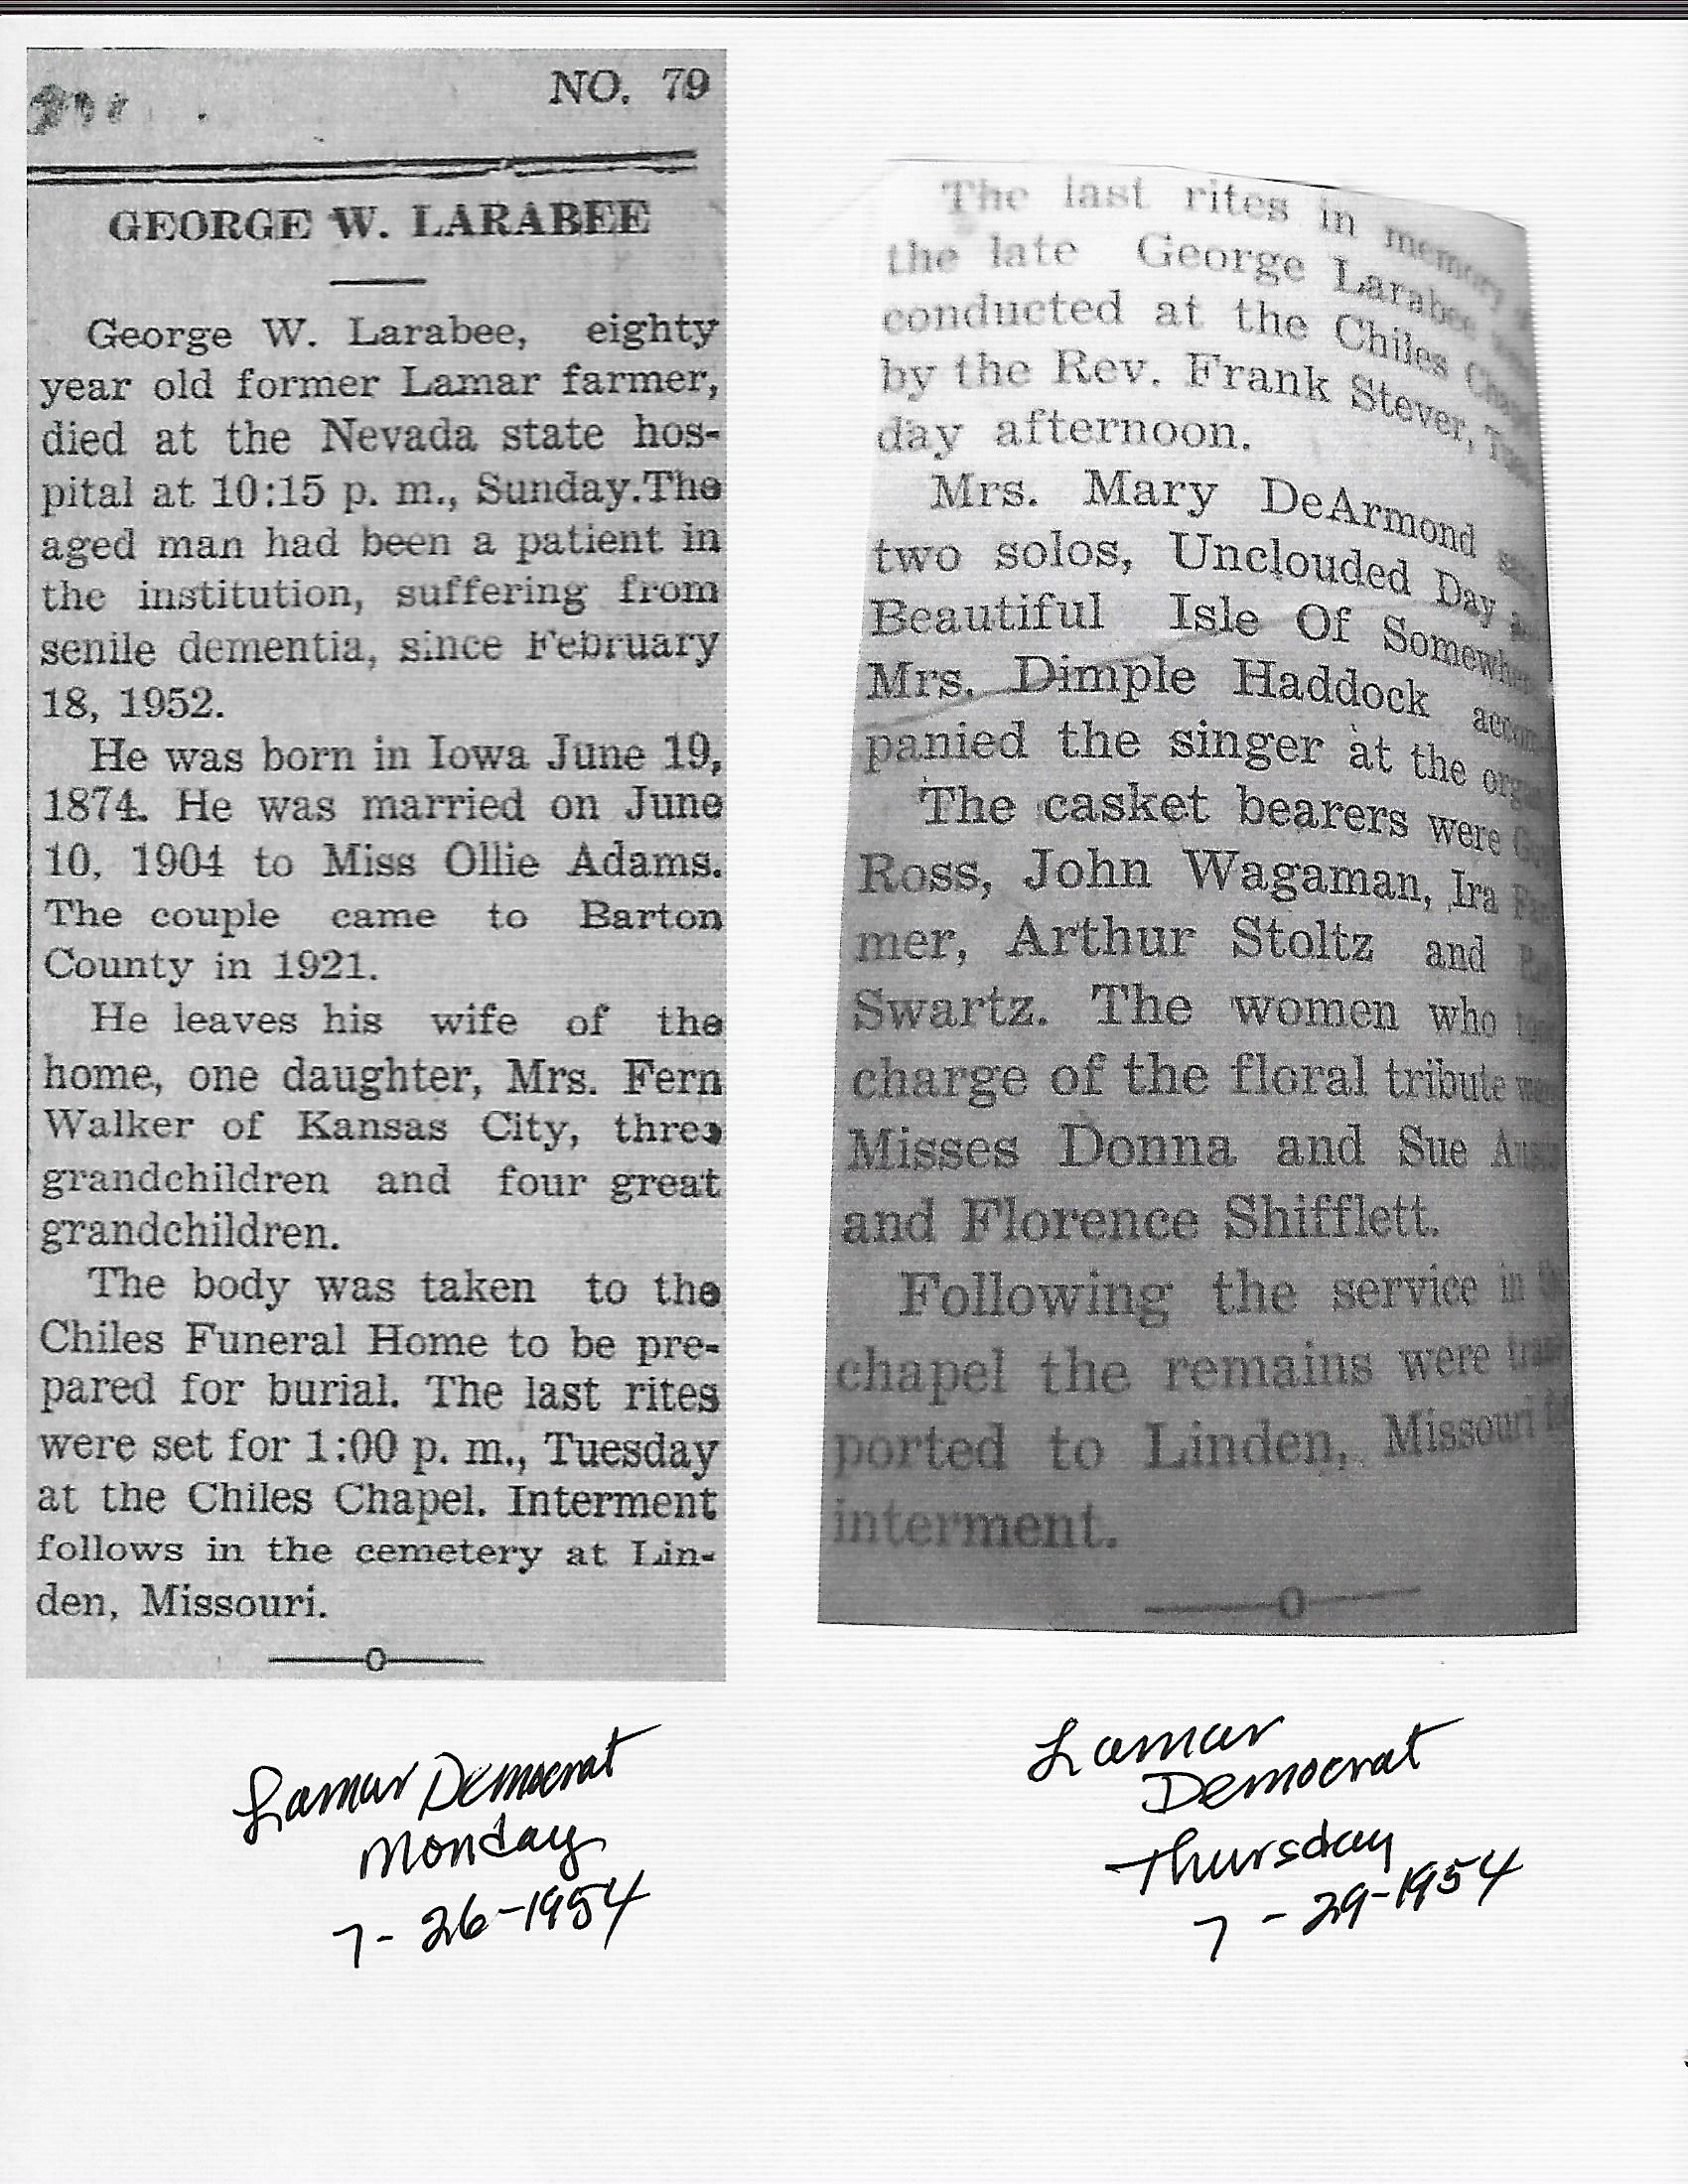 NO. 79
GEORGE W. LARABEE
George W. Larabee, eighty
year old former Lamar farmer,
died at the Nevada state hos-
pital at 10:15 p. m., Sunday.The
aged man had been a patient in
the institution, suffering from
senile dementia, since February
18, 1952.
He was born in Iowa June 19,
1874. He was married on June
10, 1904 to Miss Ollie Adams.
The couple came to Barton
County in 1921.
He leaves his wife of the
home, one daughter, Mrs. Fern
Walker of Kansas City, three
grandchildren and four great
grandchildren.
The body was taken to the
Chiles Funeral Home to be pre-
pared for burial. The last rites
were set for 1:00 p. m., Tuesday
at the Chiles Chapel. Interment
follows in the cemetery at Lin-
den, Missouri.
Lamar Democrat
Monday
7-26-1954
The last rites in memory
the late George Larabee
conducted at the Chiles Chapel
by the Rev. Frank Stever, Tues
day afternoon.
Mrs. Mary DeArmond
two solos, Unclouded Day
Beautiful Isle Of Somewhere
Mrs. Dimple Haddock accom
panied the singer at the organ
The casket bearers were
Ross, John Wagaman, Ira Far
mer, Arthur Stoltz and
Swartz. The women who
charge of the floral tribute were
Misses Donna and Sue
and Florence Shifflett.
Following the service in the
chapel the remains were trans
ported to Linden, Missouri
interment.
Lamar
Democrat
Thursday
7-29-1954